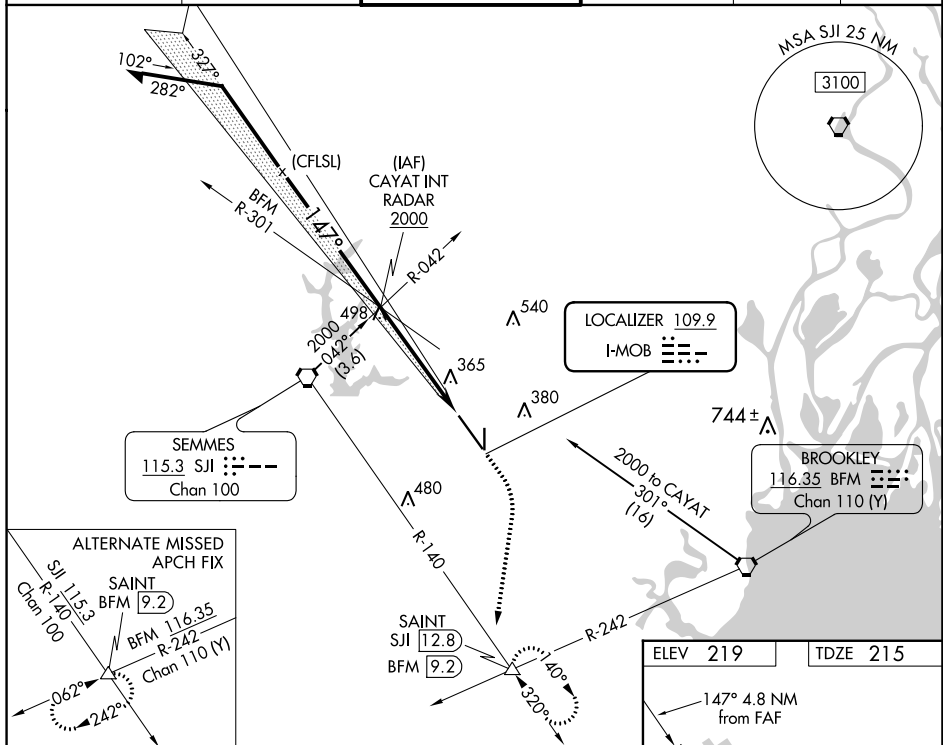 MSA SJI 25 NM
3100
102°
327°
282°
(CFLSL)
(IAF)
CAYAT INT
RADAR
2000
BFM
R-301
147°
R-042
498
2000
042°
(3.6)
540
365
380
LOCALIZER 109.9
I-MOB
744±
SEMMES
115.3 SJI
Chan 100
BROOKLEY
116.35 BFM
Chan 110 (Y)
2000 to CAYAT
301°
(16)
480
R-140
R-242
ALTERNATE MISSED
APCH FIX
SJI 115.3
R-140
Chan 100
SAINT
BFM 9.2
BFM 116.35
R-242
Chan 110 (Y)
062°
242°
SAINT
SJI 12.8
BFM 9.2
140°
320°
ELEV 219
TDZE 215
147° 4.8 NM
from FAF